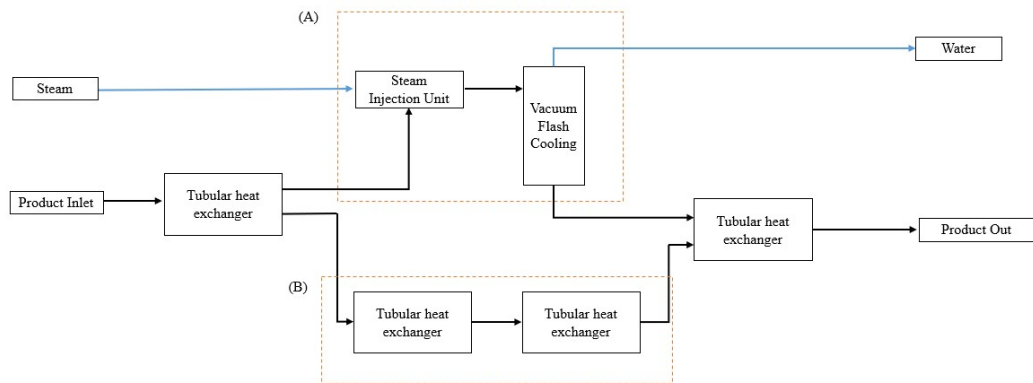 (A)
Water
Steam
Steam
Injection Unit
Vacuum
Flash
Cooling
Product Inlet
Tubular heat
exchanger
Tubular heat
exchanger
Product Out
(B)
Tubular heat
exchanger
Tubular heat
exchanger